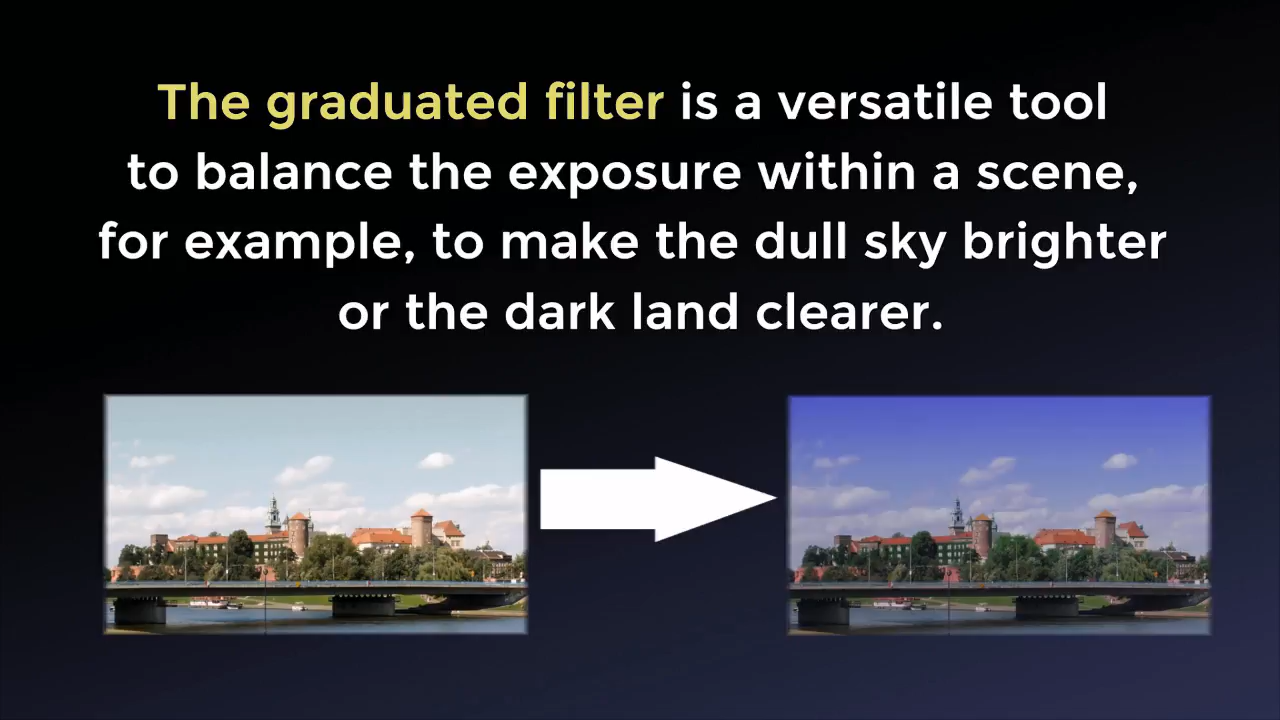 The graduated filter is a versatile tool
to balance the exposure within a scene,
for example, to make the dull sky brighter
or the dark land clearer.